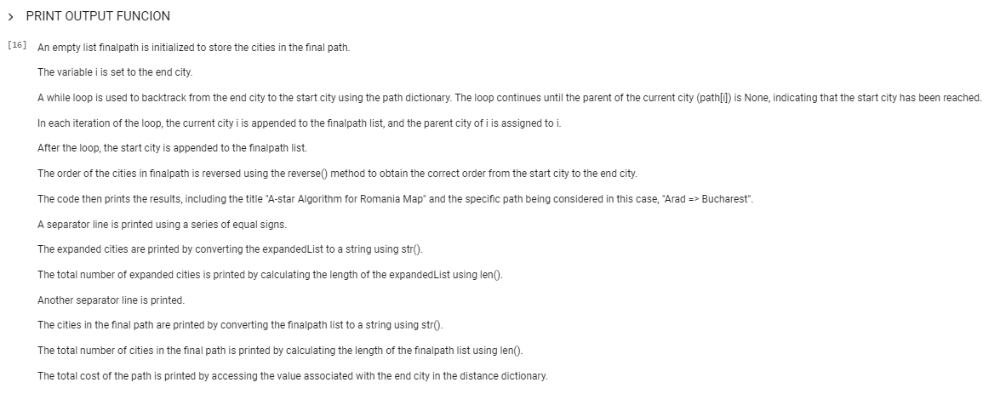 PRINT OUTPUT FUNCION
[16] An empty list finalpath is initialized to store the cities in the final path.
The variable i is set to the end city.
A while loop is used to backtrack from the end city to the start city using the path dictionary. The loop continues until the parent of the current city (path[i]) is None, indicating that the start city has been reached.
In each iteration of the loop, the current city i is appended to the finalpath list, and the parent city of i is assigned to i.
After the loop, the start city is appended to the finalpath list.
The order of the cities in finalpath is reversed using the reverse() method to obtain the correct order from the start city to the end city.
The code then prints the results, including the title "A-star Algorithm for Romania Map" and the specific path being considered in this case, "Arad => Bucharest".
A separator line is printed using a series of equal signs.
The expanded cities are printed by converting the expandedList to a string using str().
The total number of expanded cities is printed by calculating the length of the expandedList using len().
Another separator line is printed.
The cities in the final path are printed by converting the finalpath list to a string using str().
The total number of cities in the final path is printed by calculating the length of the finalpath list using len().
The total cost of the path is printed by accessing the value associated with the end city in the distance dictionary.